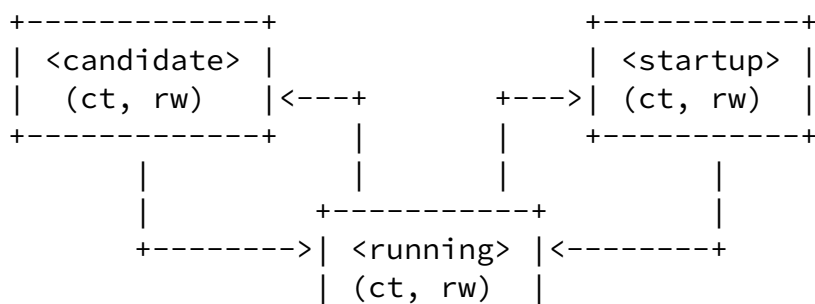 +-------------+                 +-----------+
| <candidate> |                 | <startup> |
|  (ct, rw)   |<---+       +--->| (ct, rw)  |
+-------------+    |       |    +-----------+
       |           |       |           |
       |         +-----------+         |
       +-------->| <running> |<--------+
                 | (ct, rw)  |